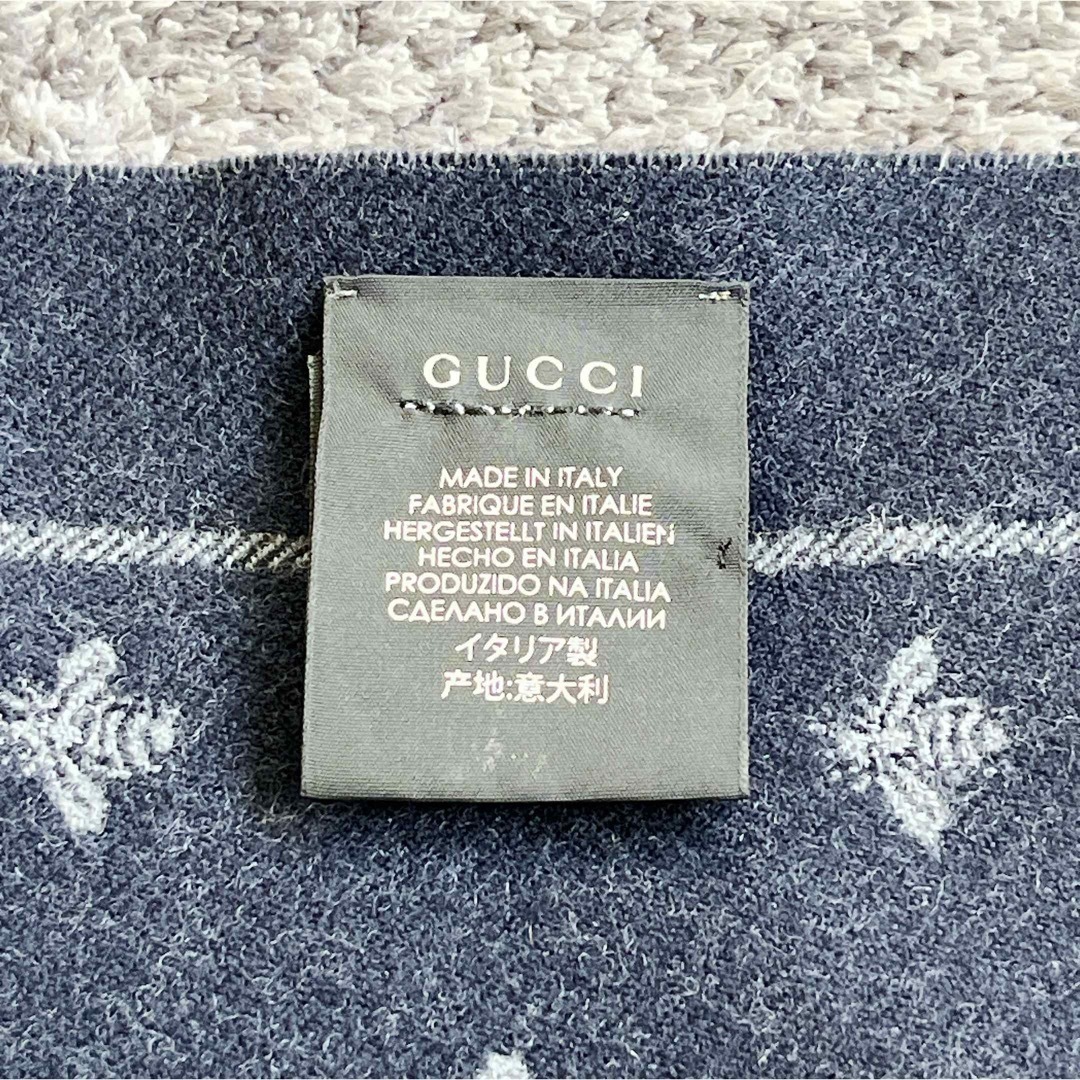 GUCCI
MADE IN ITALY
FABRIQUE EN ITALIE
HERGESTELLT IN ITALIEN
HECHO EN ITALIA
PRODUZIDO NA ITALIA
СДЕЛАНО В ИТАЛИИ
イタリア製
产地:意大利